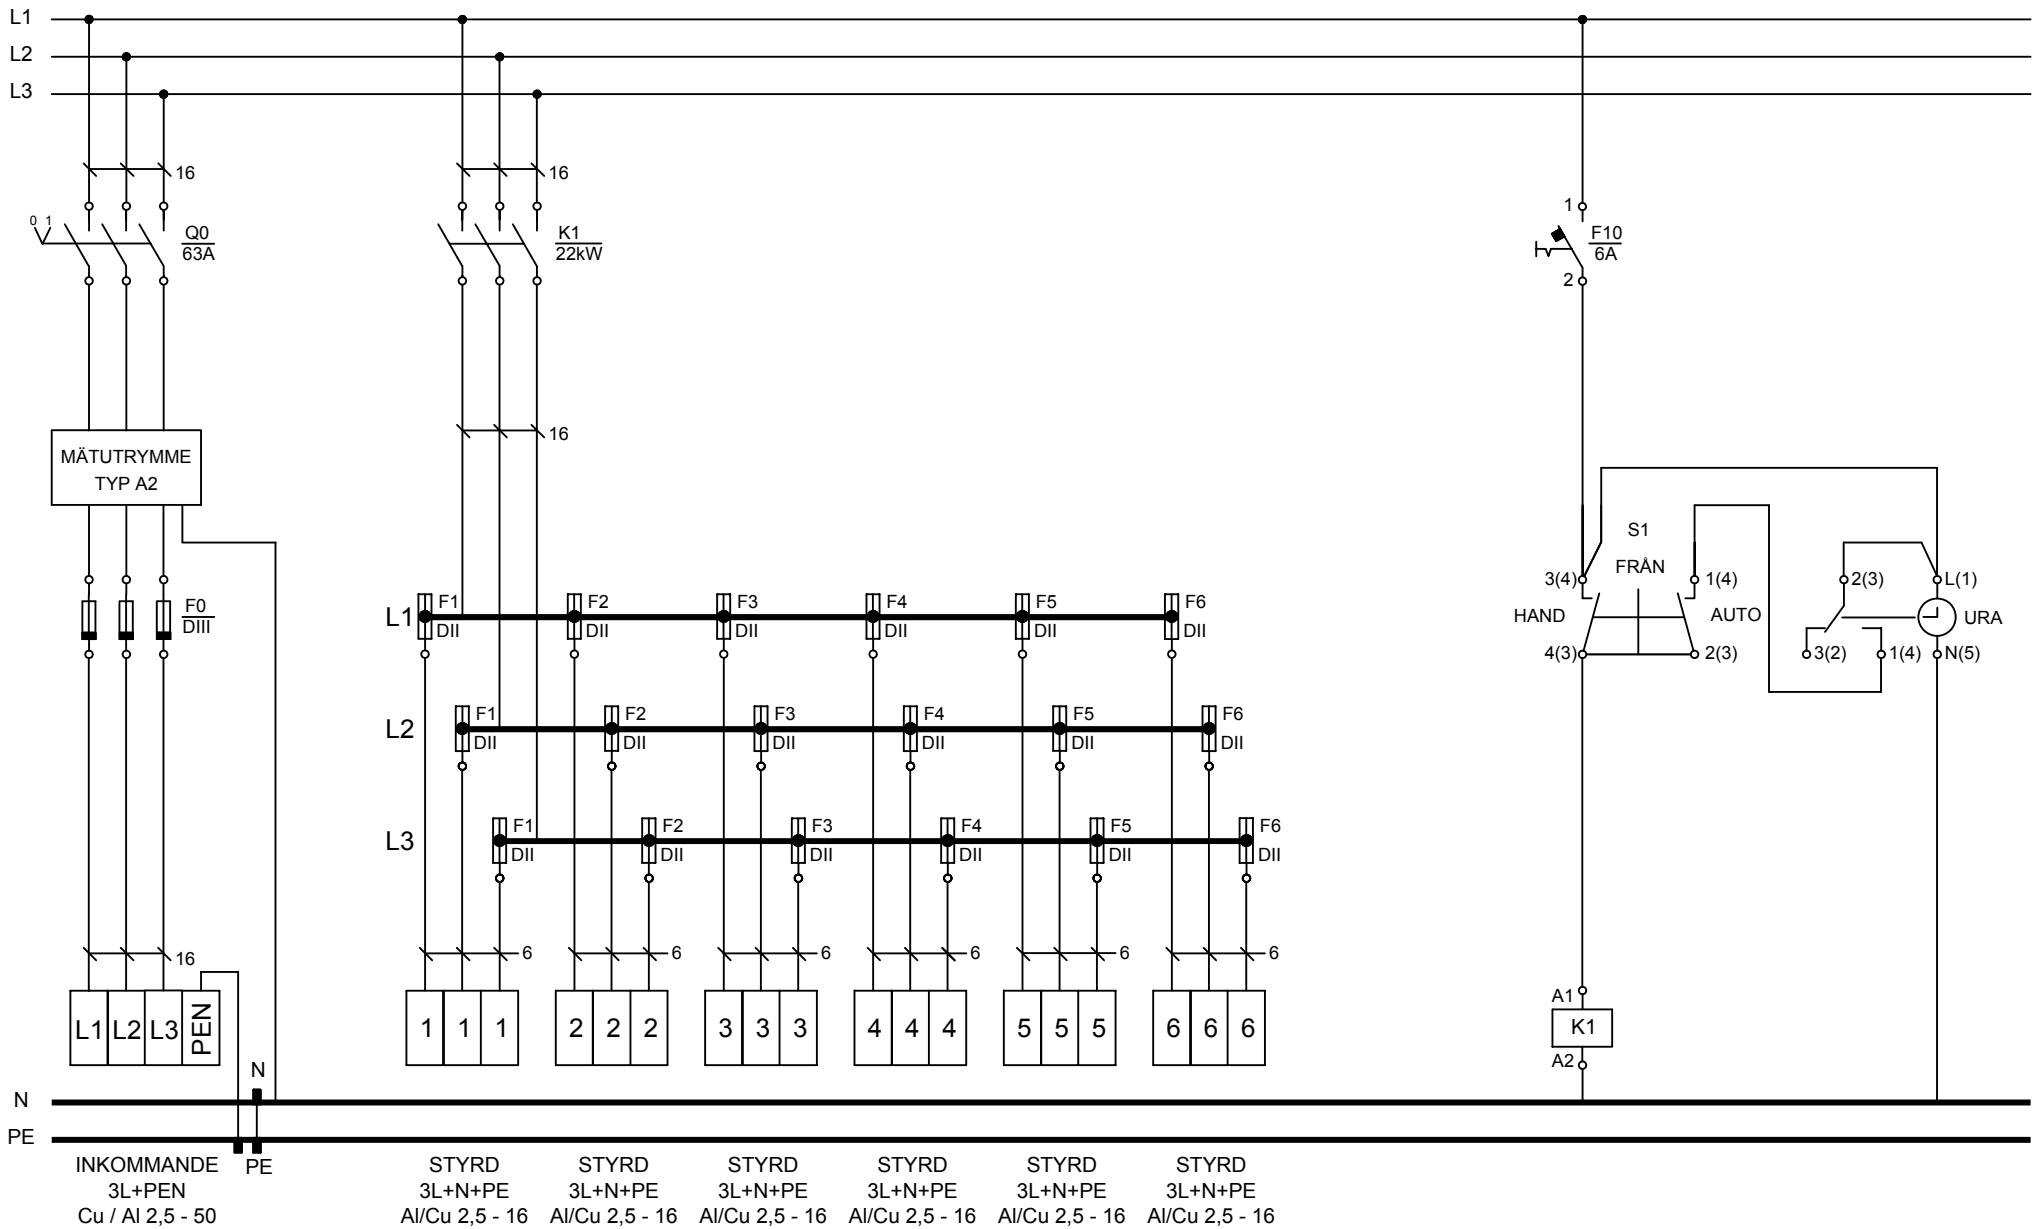 L1
L2
L3
16
16
0 1
Q0
63A
K1
22kW
1
F10
6A
2
16
MÄTUTRYMME
TYP A2
S1
FRÅN
3(4)
1(4)
2(3)
L(1)
HAND
AUTO
URA
4(3)
2(3)
3(2)
1(4)
N(5)
F0
DIII
L1
F1
DII
F2
DII
F3
DII
F4
DII
F5
DII
F6
DII
L2
F1
DII
F2
DII
F3
DII
F4
DII
F5
DII
F6
DII
L3
F1
DII
F2
DII
F3
DII
F4
DII
F5
DII
F6
DII
16
6
6
6
6
6
6
L1 L2 L3 PEN
1 1 1
2 2 2
3 3 3
4 4 4
5 5 5
6 6 6
A1
K1
A2
N
N
PE
PE
INKOMMANDE
3L+PEN
Cu / Al 2,5 - 50
STYRD
3L+N+PE
Al/Cu 2,5 - 16
STYRD
3L+N+PE
Al/Cu 2,5 - 16
STYRD
3L+N+PE
Al/Cu 2,5 - 16
STYRD
3L+N+PE
Al/Cu 2,5 - 16
STYRD
3L+N+PE
Al/Cu 2,5 - 16
STYRD
3L+N+PE
Al/Cu 2,5 - 16